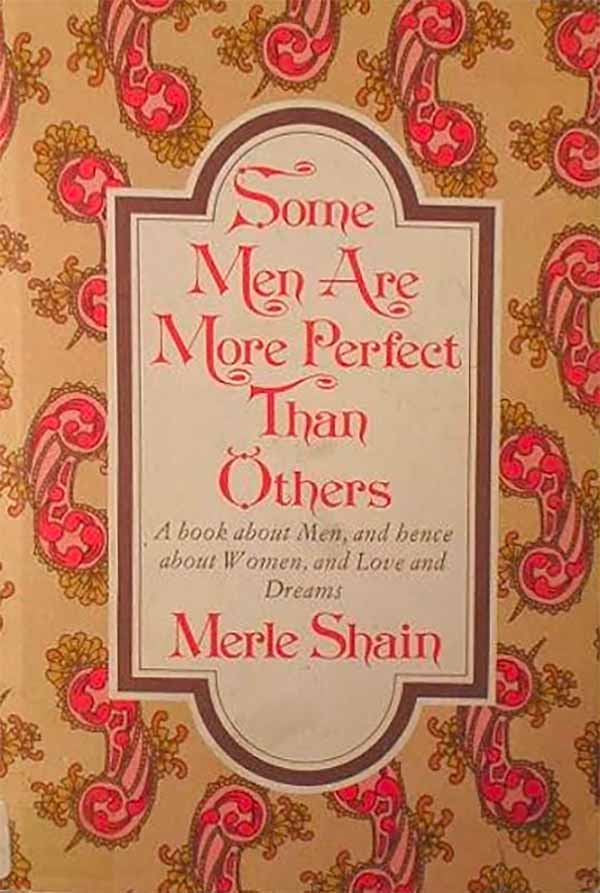 Some
Men Are
More Perfect
Than
Others
A book about Men, and hence
about Women, and Love and
Dreams
Merle Shain